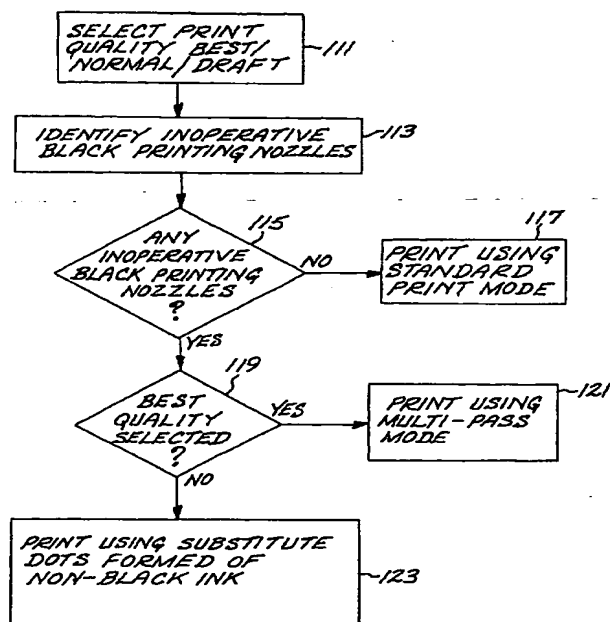 SELECT PRINT
QUALITY BEST/
NORMAL/DRAFT
111
IDENTIFY INOPERATIVE
BLACK PRINTING NOZZLES
113
115
ANY
INOPERATIVE
BLACK PRINTING
NOZZLES
?
NO
117
PRINT USING
STANDARD
PRINT MODE
YES
119
BEST
QUALITY
SELECTED
?
YES
121
PRINT USING
MULTI-PASS
MODE
NO
PRINT USING SUBSTITUTE
DOTS FORMED OF
NON-BLACK INK
123